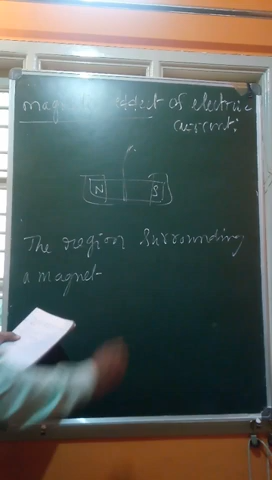 magnetic effect of electric
current:
N S
The region surrounding
a magnet